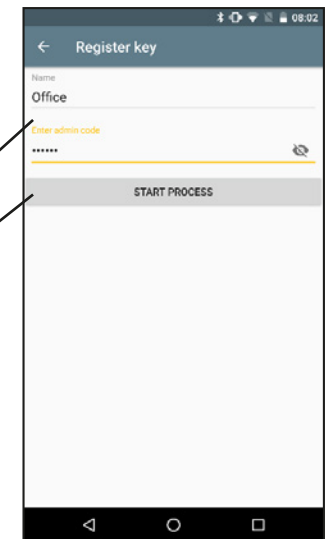 08:02
Register key
Name
Office
Enter admin code
••••••
START PROCESS